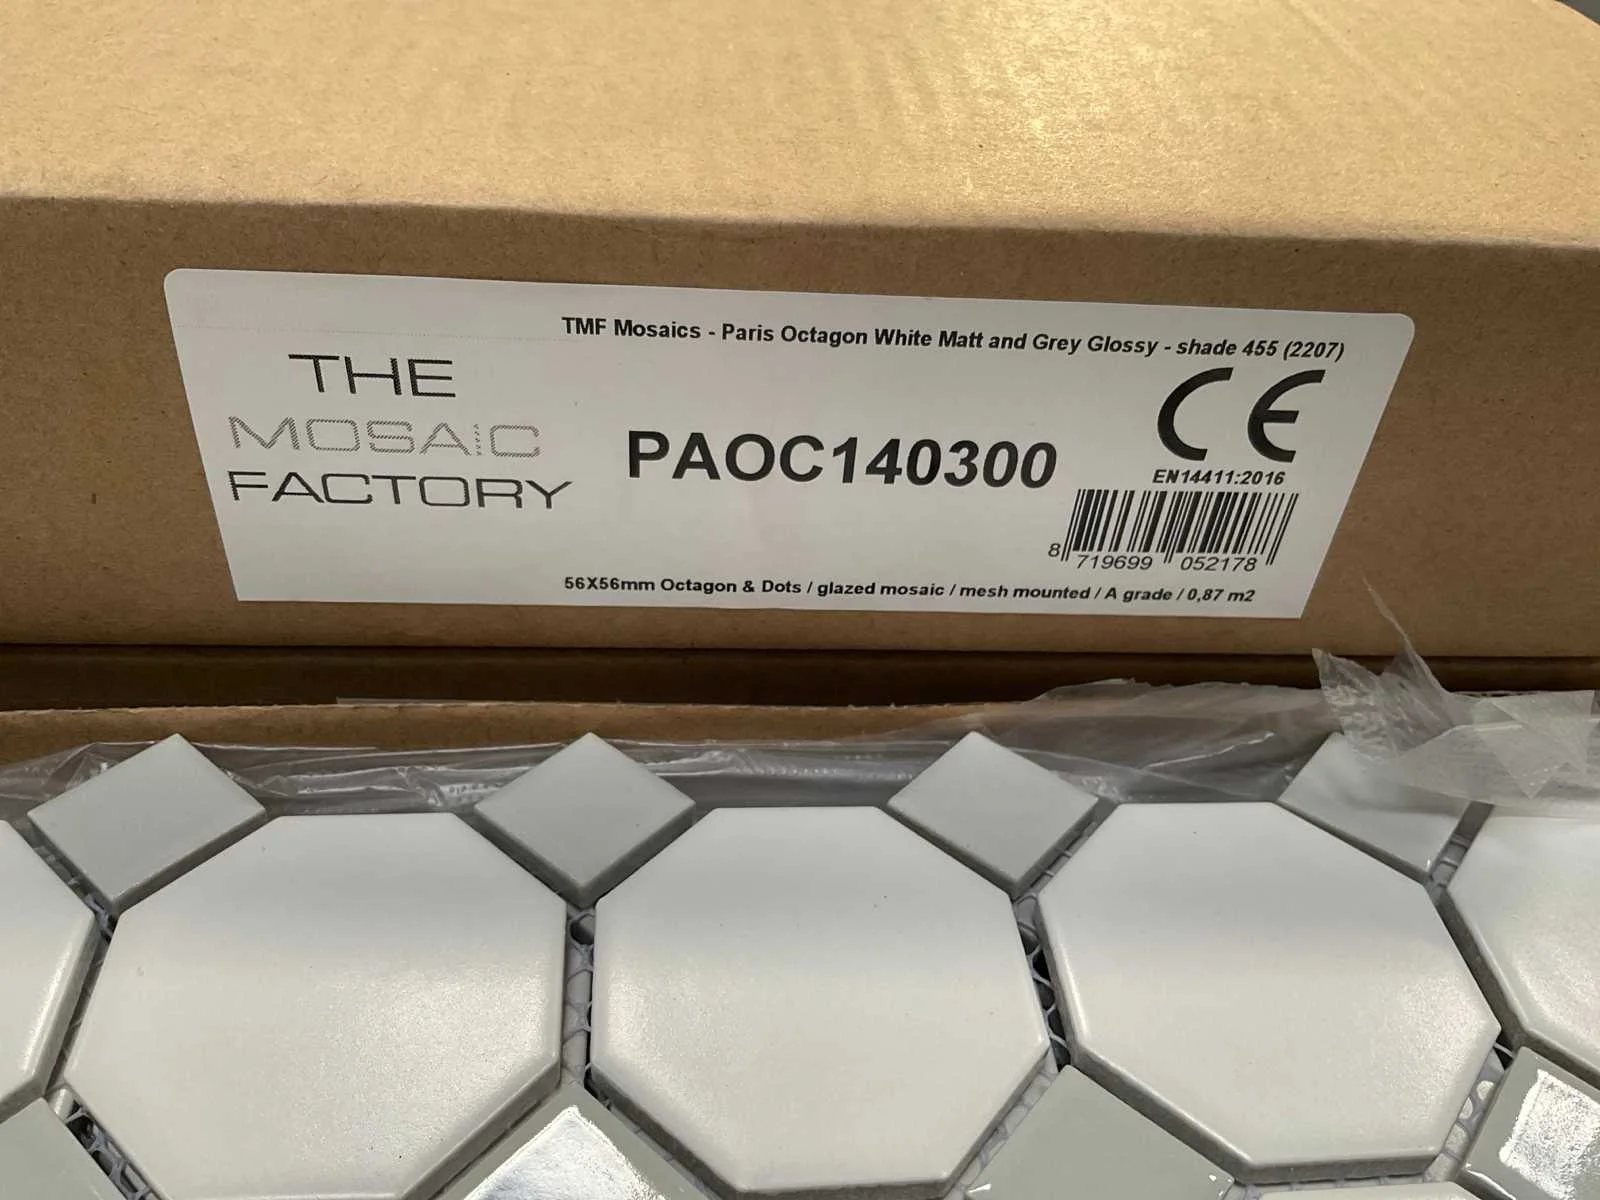 TMF Mosaics - Paris Octagon White Matt and Grey Glossy - shade 455 (2207)
THE
MOSAIC
FACTORY
PAOC140300
CE
EN14411:2016
8 719699 052178
56X56mm Octagon & Dots / glazed mosaic / mesh mounted / A grade / 0,87 m2